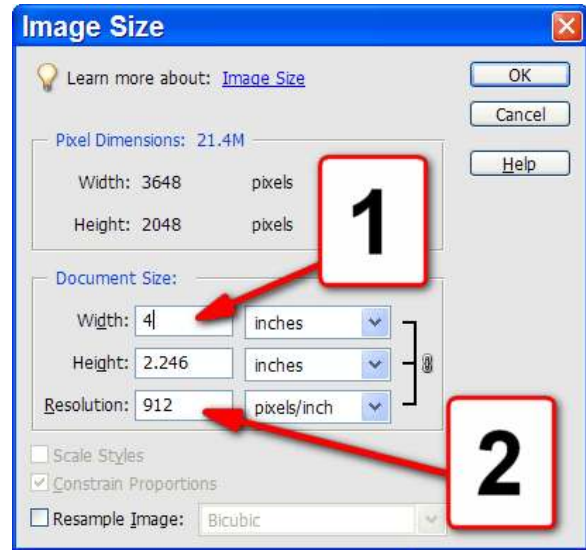 Image Size
Learn more about: Image Size
OK
Cancel
Help
Pixel Dimensions: 21.4M
Width: 3648 pixels
Height: 2048 pixels
1
Document Size:
Width: 4 inches
Height: 2.246 inches
Resolution: 912 pixels/inch
2
Scale Styles
Constrain Proportions
Resample Image: Bicubic